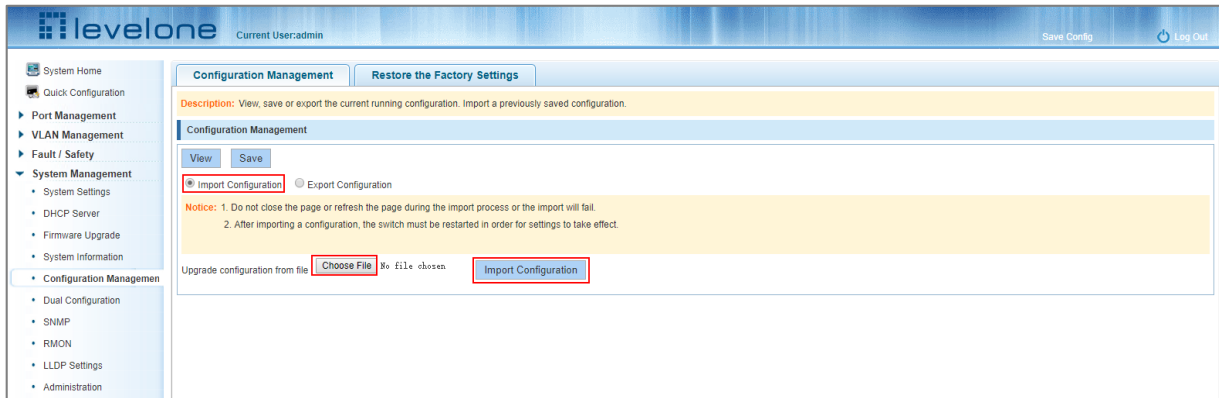 levelone
Current User:admin
Save Config
Log Out
System Home
Quick Configuration
Port Management
VLAN Management
Fault / Safety
System Management
System Settings
DHCP Server
Firmware Upgrade
System Information
Configuration Managemen
Dual Configuration
SNMP
RMON
LLDP Settings
Administration
Configuration Management
Restore the Factory Settings
Description: View, save or export the current running configuration. Import a previously saved configuration.
Configuration Management
View Save
Import Configuration Export Configuration
Notice: 1. Do not close the page or refresh the page during the import process or the import will fail.
2. After importing a configuration, the switch must be restarted in order for settings to take effect.
Upgrade configuration from file Choose File No file chosen Import Configuration